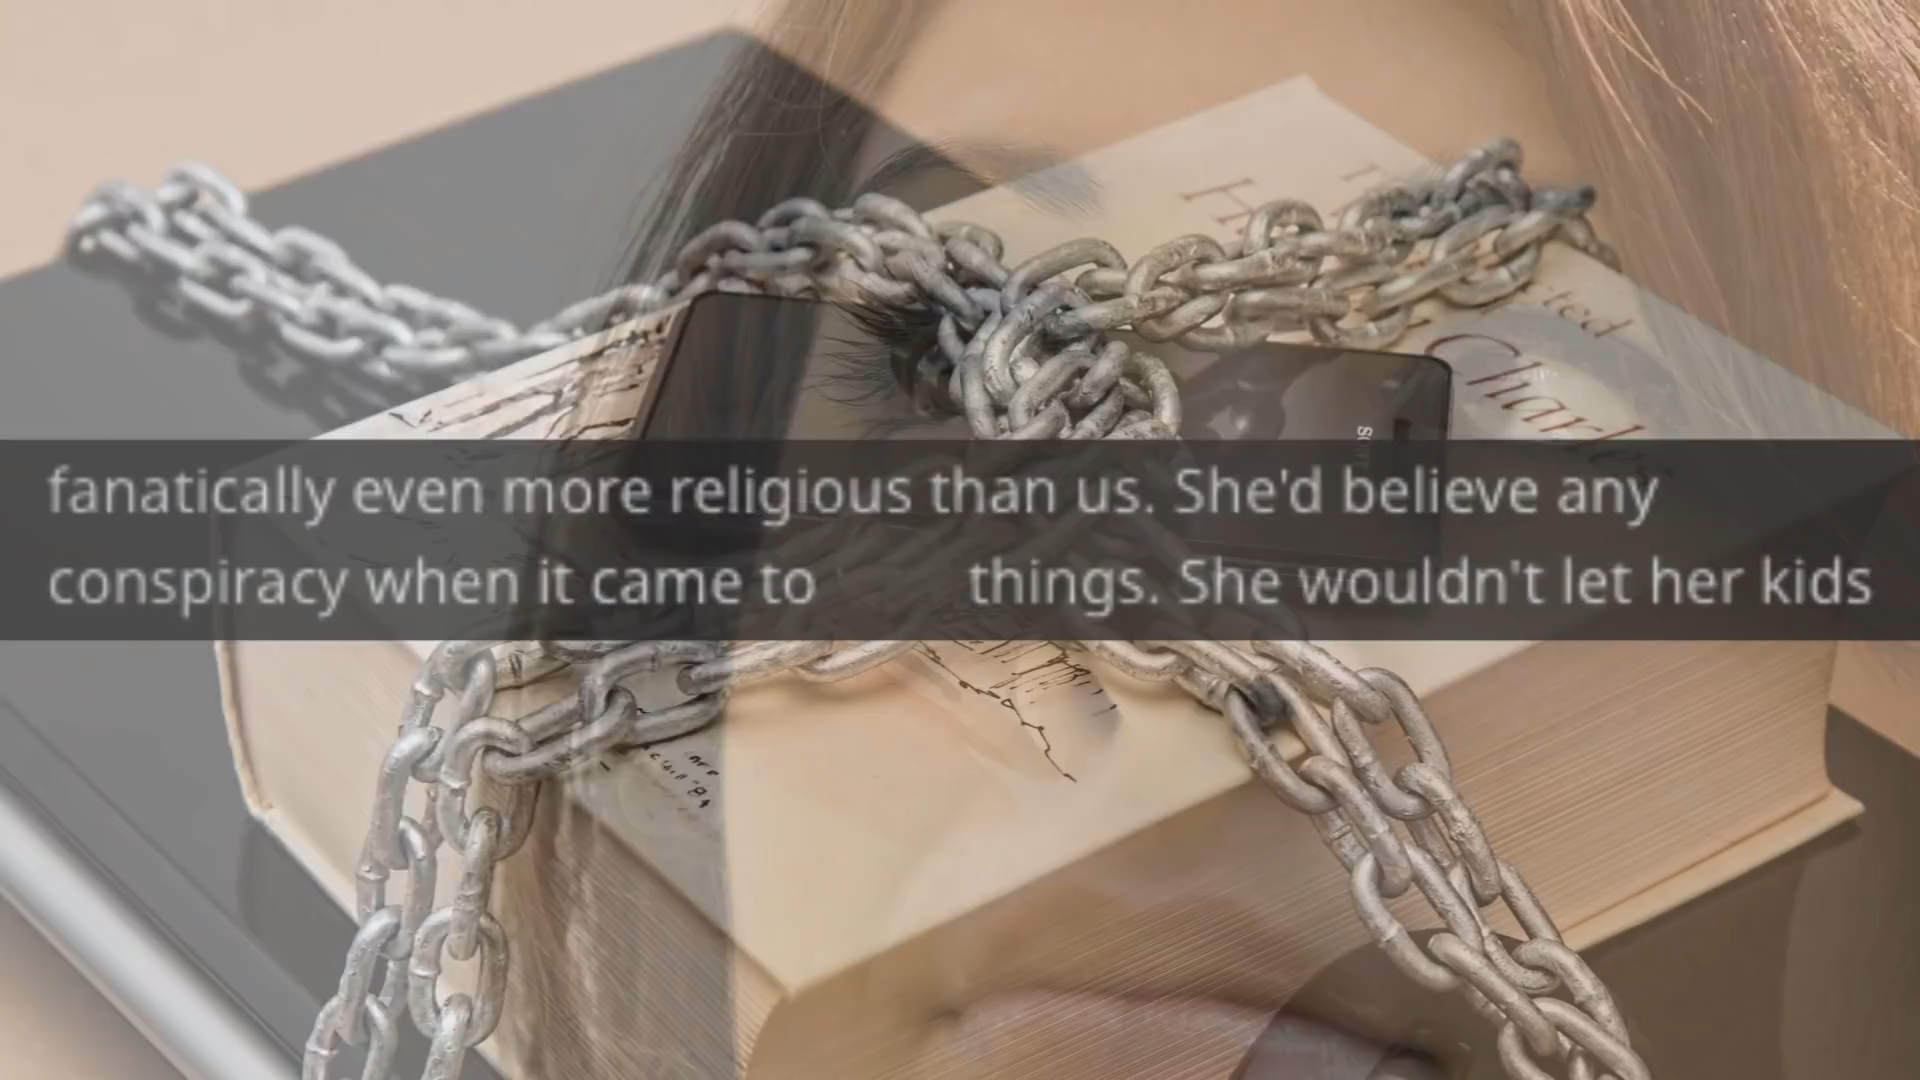 Charles
fanatically even more religious than us. She'd believe any
conspiracy when it came to things. She wouldn't let her kids